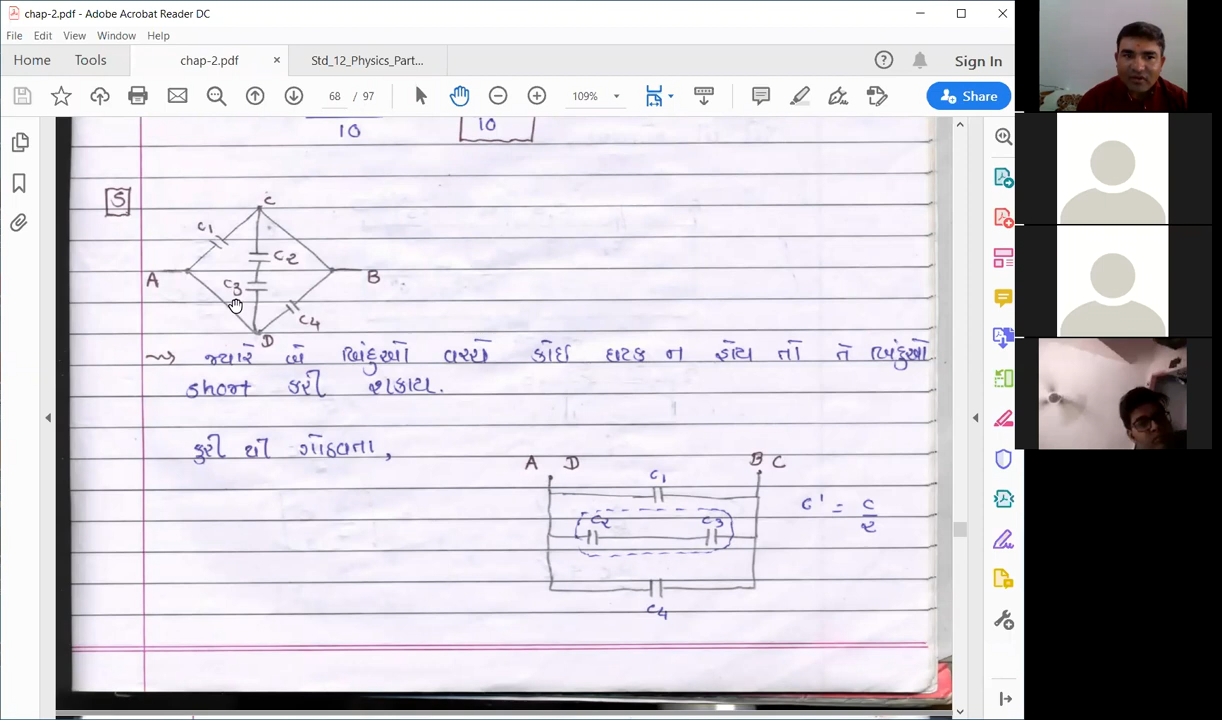 chap-2.pdf - Adobe Acrobat Reader DC
File Edit View Window Help
Home Tools chap-2.pdf × Std_12_Physics_Part...
Sign In
68 / 97
109%
Share
10
10
5
C
C1
C2
A
B
C3
C4
D
જ્યારે બે બિંદુઓ વચ્ચે કોઈ ઘટક ન હોય તો તે બિંદુઓ
short કરી શકાય.
ફરી થી ગોઠવતા,
A D B C
C1
C' = C/2
C2 C3
C4